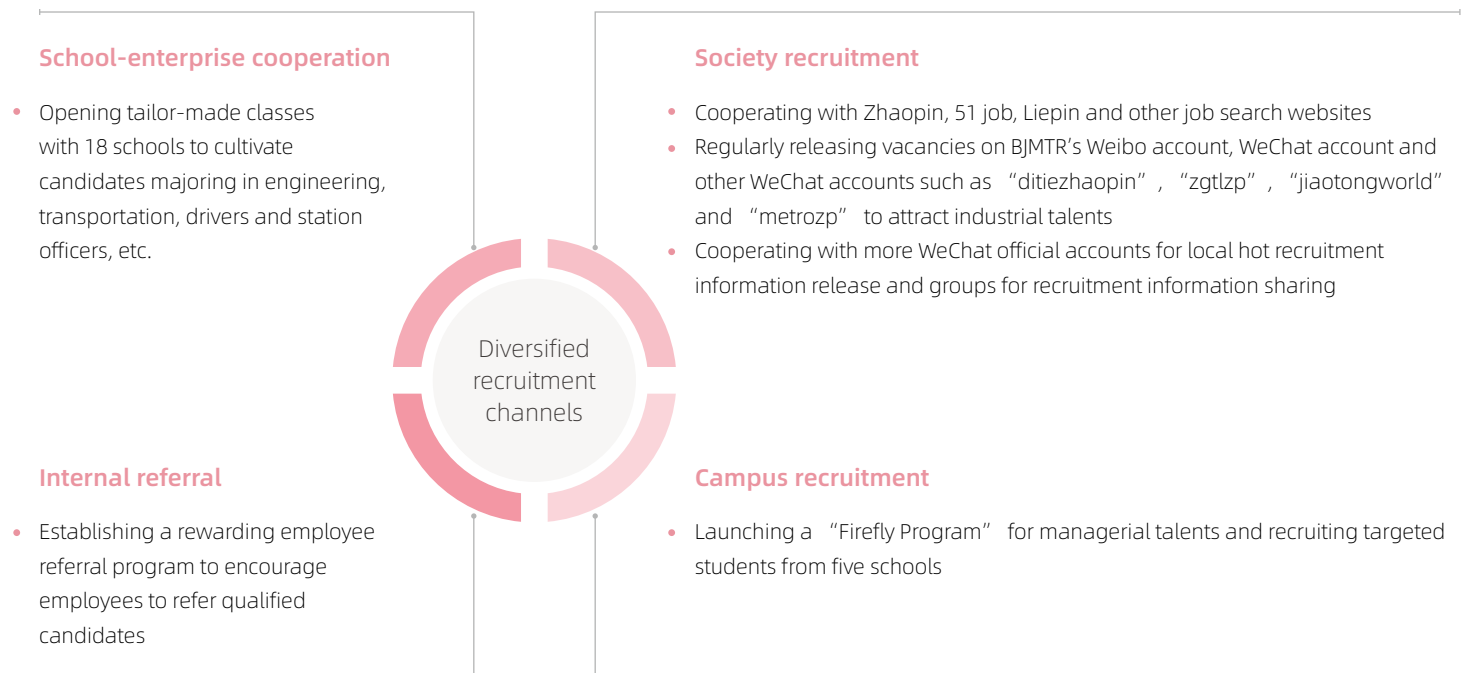 School-enterprise cooperation
• Opening tailor-made classes
with 18 schools to cultivate
candidates majoring in engineering,
transportation, drivers and station
officers, etc.
Society recruitment
• Cooperating with Zhaopin, 51 job, Liepin and other job search websites
• Regularly releasing vacancies on BJMTR's Weibo account, WeChat account and
other WeChat accounts such as “ditiezhaopin”, “zgtlzp”, “jiaotongworld”
and “metrozp” to attract industrial talents
• Cooperating with more WeChat official accounts for local hot recruitment
information release and groups for recruitment information sharing
Diversified
recruitment
channels
Internal referral
• Establishing a rewarding employee
referral program to encourage
employees to refer qualified
candidates
Campus recruitment
• Launching a “Firefly Program” for managerial talents and recruiting targeted
students from five schools